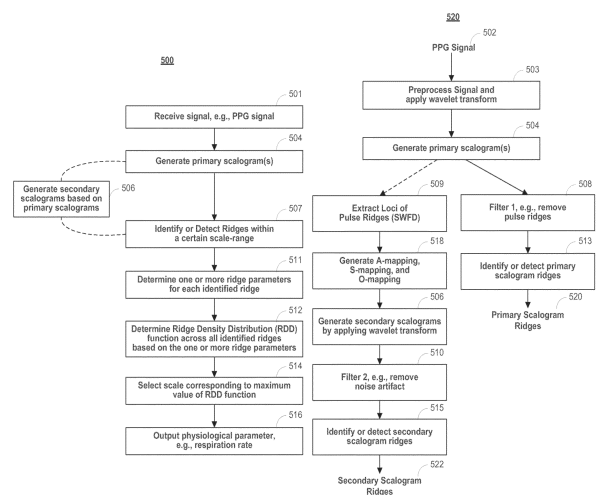 500
501
Receive signal, e.g., PPG signal
504
Generate primary scalogram(s)
Generate secondary
scalograms based on
primary scalograms
506
507
Identify or Detect Ridges within
a certain scale-range
511
Determine one or more ridge parameters
for each identified ridge
512
Determine Ridge Density Distribution (RDD)
function across all identified ridges
based on the one or more ridge parameters
514
Select scale corresponding to maximum
value of RDD function
516
Output physiological parameter,
e.g., respiration rate
520
502
PPG Signal
503
Preprocess Signal and
apply wavelet transform
504
Generate primary scalogram(s)
509
Extract Loci of
Pulse Ridges (SWFD)
518
Generate A-mapping,
S-mapping, and
O-mapping
506
Generate secondary scalograms
by applying wavelet transform
510
Filter 2, e.g., remove
noise artifact
515
Identify or detect secondary
scalogram ridges
522
Secondary Scalogram
Ridges
508
Filter 1, e.g., remove
pulse ridges
513
Identify or detect primary
scalogram ridges
520
Primary Scalogram
Ridges